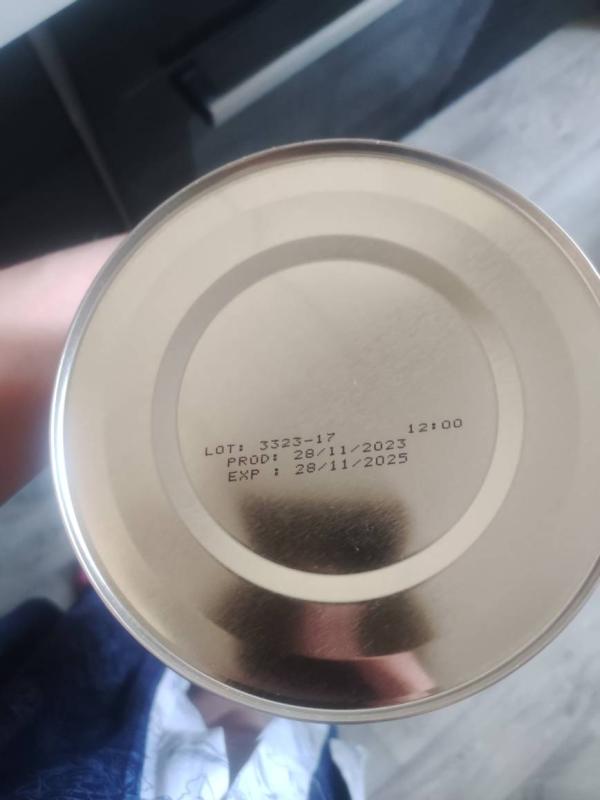 LOT: 3323-17 12:00
PROD: 28/11/2023
EXP : 28/11/2025